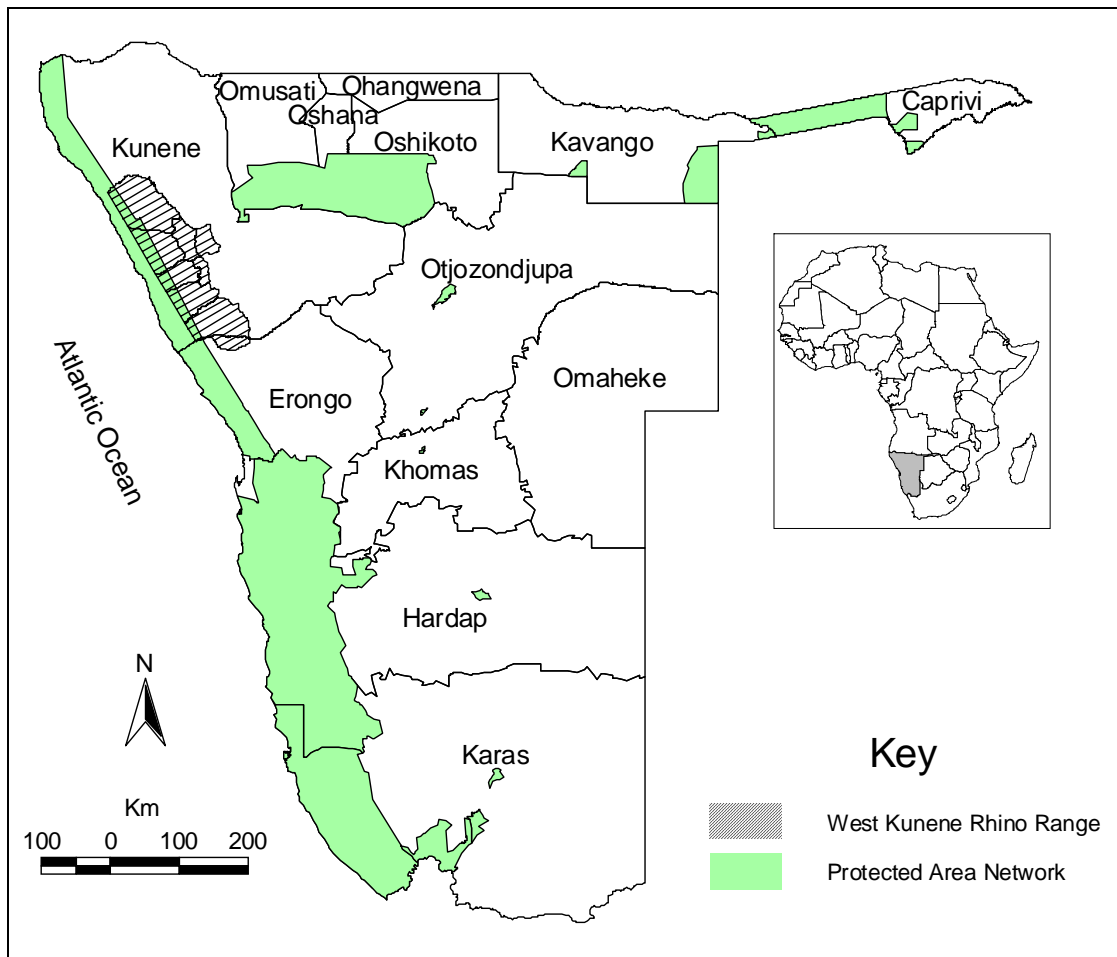 Ohangwena
Omusati
Caprivi
Oshana
Kunene
Oshikoto
Kavango
Otjozondjupa
Omaheke
Erongo
Atlantic Ocean
Khomas
Hardap
N
Karas
Key
Km
100 0 100 200
West Kunene Rhino Range
Protected Area Network